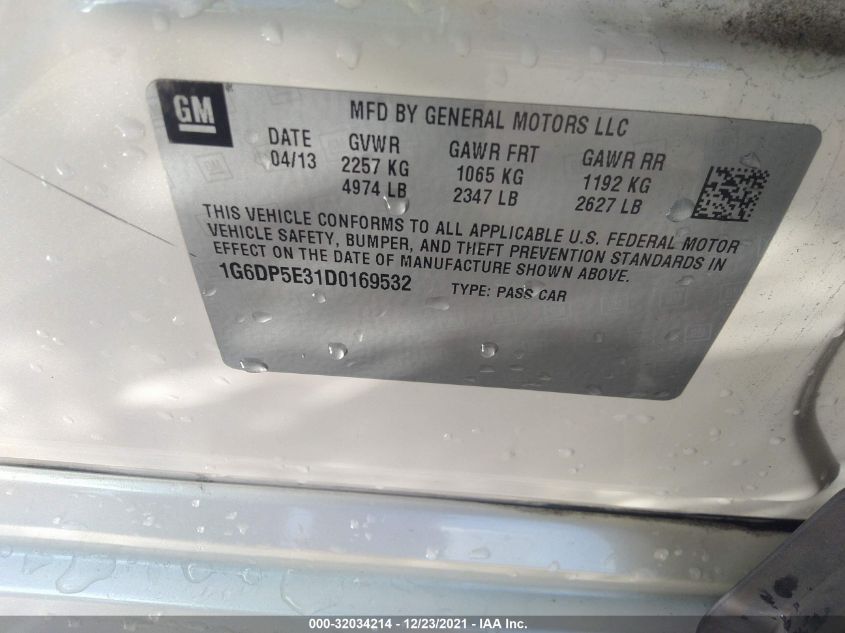 GM
MFD BY GENERAL MOTORS LLC
DATE GVWR GAWR FRT GAWR RR
04/13 2257 KG 1065 KG 1192 KG
4974 LB 2347 LB 2627 LB
THIS VEHICLE CONFORMS TO ALL APPLICABLE U.S. FEDERAL MOTOR
VEHICLE SAFETY, BUMPER, AND THEFT PREVENTION STANDARDS IN
EFFECT ON THE DATE OF MANUFACTURE SHOWN ABOVE.
1G6DP5E31D0169532 TYPE: PASS CAR
000-32034214 - 12/23/2021 - IAA Inc.